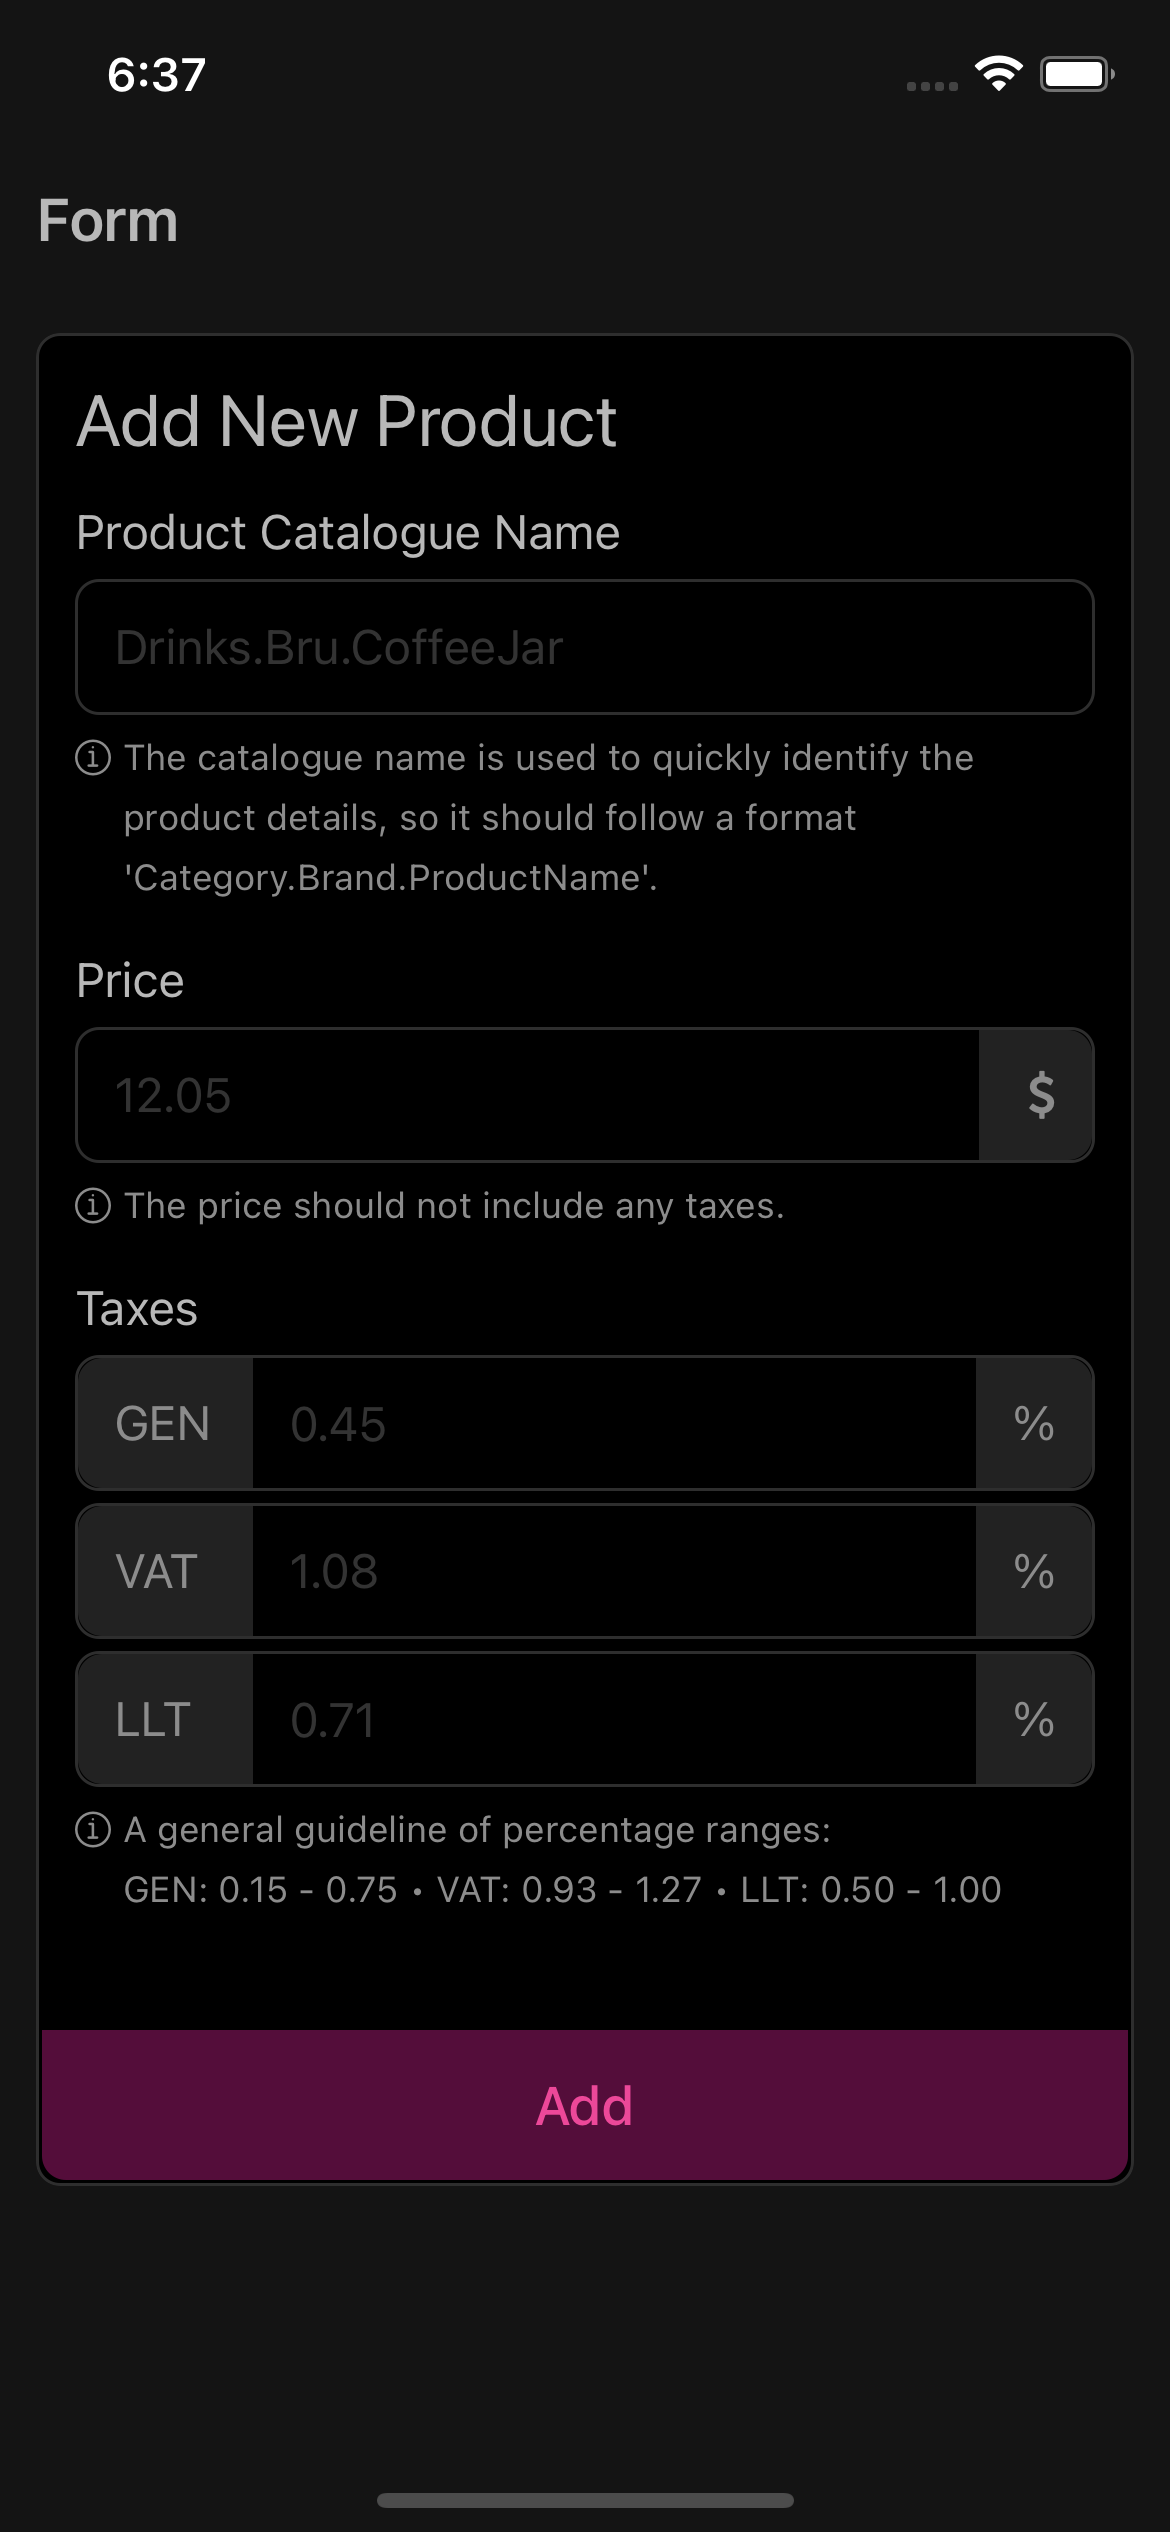 6:37
Form
Add New Product
Product Catalogue Name
Drinks.Bru.CoffeeJar
The catalogue name is used to quickly identify the
product details, so it should follow a format
'Category.Brand.ProductName'.
Price
12.05 $
The price should not include any taxes.
Taxes
GEN 0.45 %
VAT 1.08 %
LLT 0.71 %
A general guideline of percentage ranges:
GEN: 0.15 - 0.75 • VAT: 0.93 - 1.27 • LLT: 0.50 - 1.00
Add